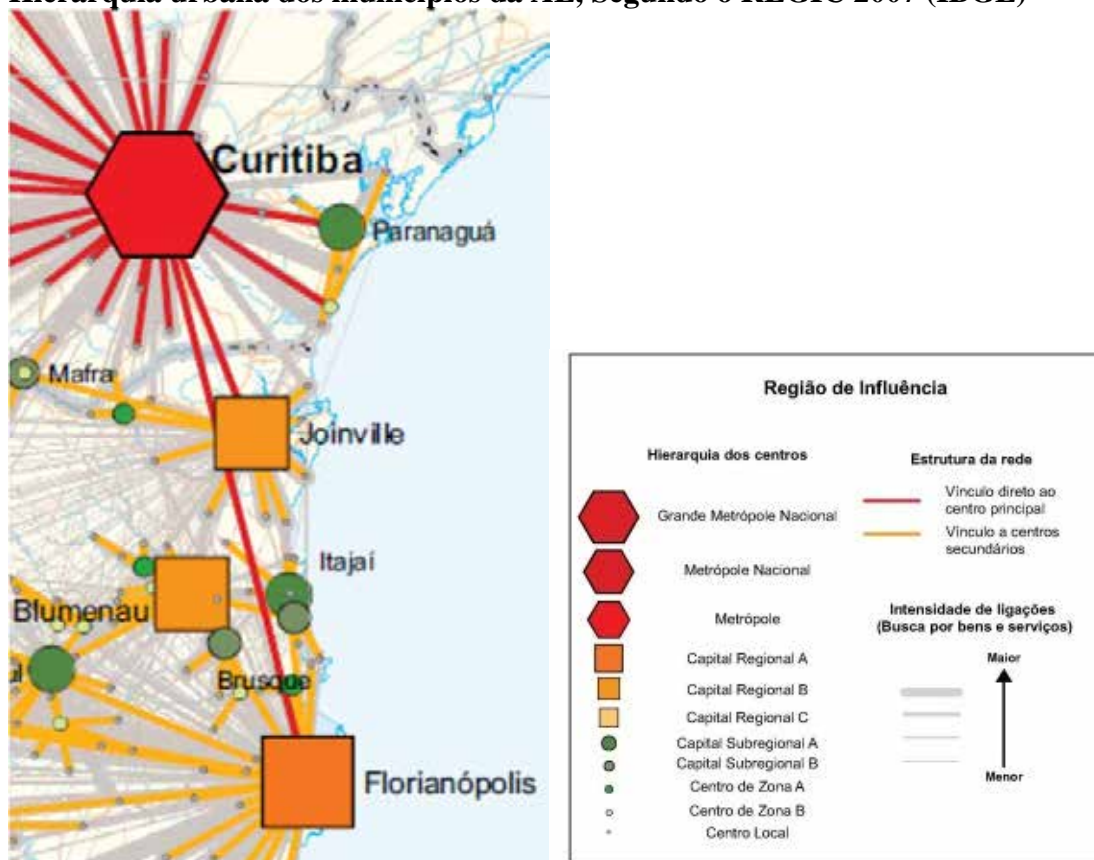 Hierarquia urbana dos municípios da AE, Segundo o REGIC 2007 (IBGE)
Curitiba
Paranaguá
Mafra
Joinville
Itajaí
Blumenau
ul
Brusque
Florianópolis
Região de Influência
Hierarquia dos centros
Grande Metrópole Nacional
Metrópole Nacional
Metrópole
Capital Regional A
Capital Regional B
Capital Regional C
Capital Subregional A
Capital Subregional B
Centro de Zona A
Centro de Zona B
Centro Local
Estrutura da rede
Vínculo direto ao
centro principal
Vínculo a centros
secundários
Intensidade de ligações
(Busca por bens e serviços)
Maior
Menor